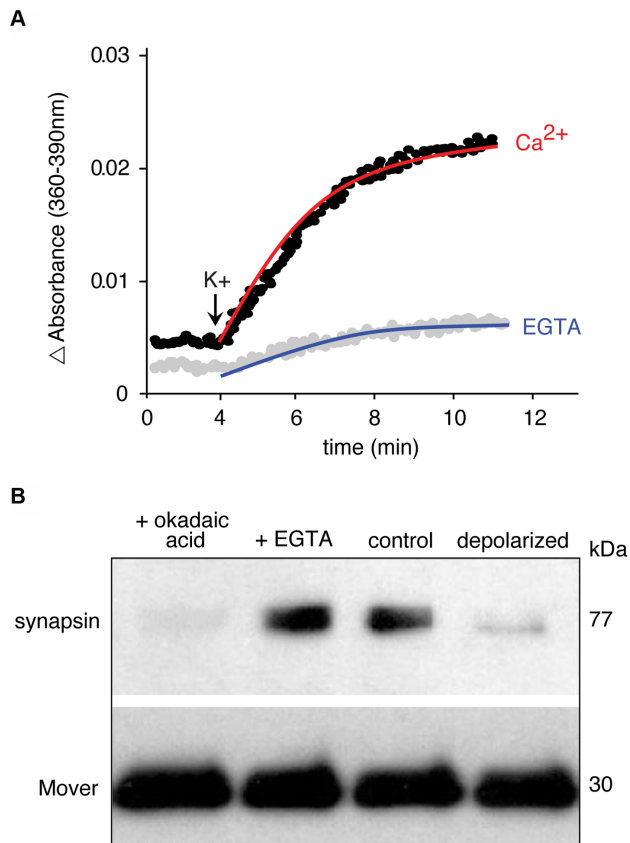 A
0.03
0.02
0.01
0
△ Absorbance (360-390nm)
K+
Ca2+
EGTA
0 4 6 8 10 12
time (min)
B
+ okadaic acid
+ EGTA
control
depolarized
kDa
synapsin
77
Mover
30